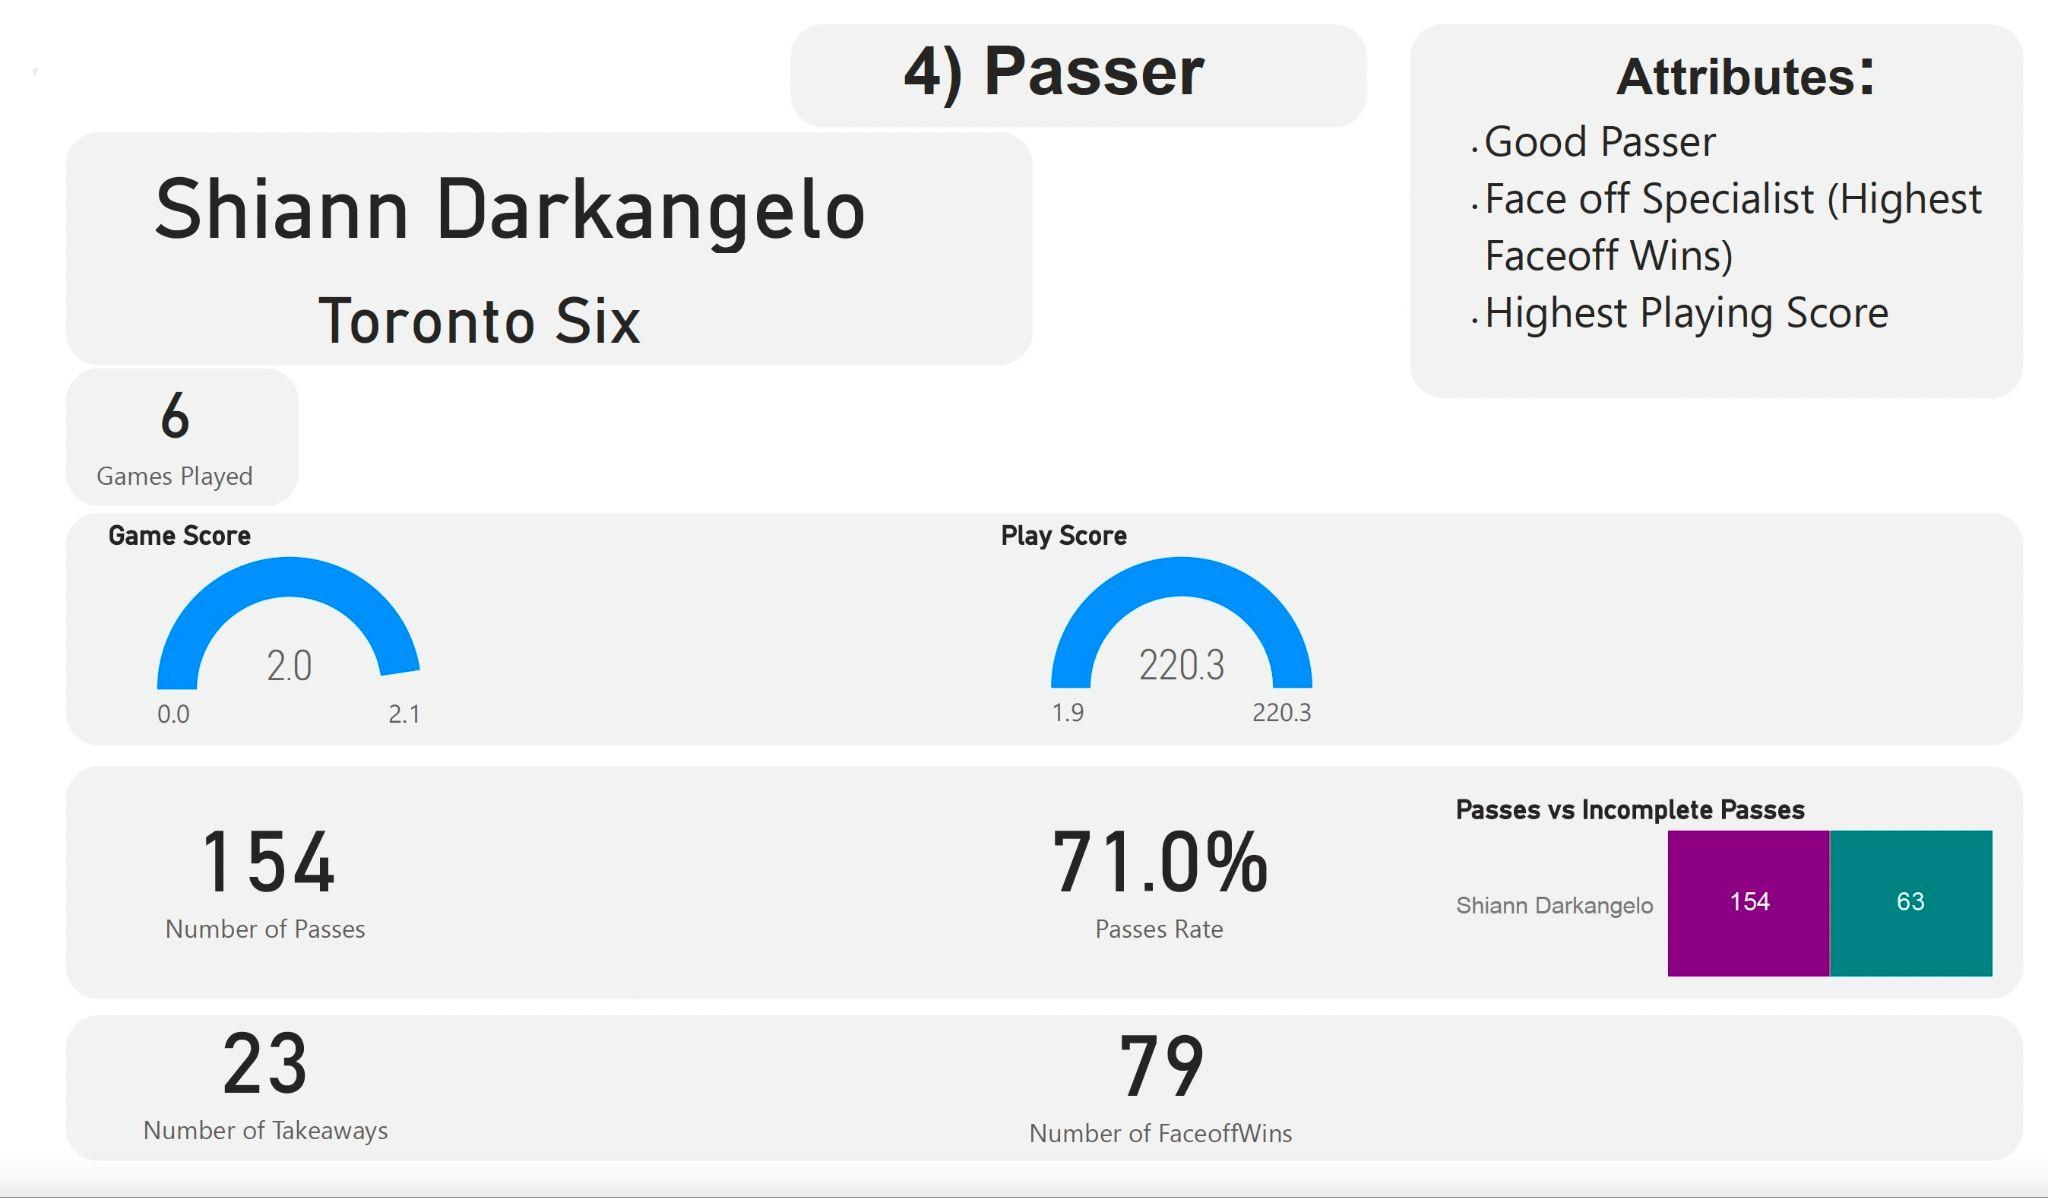 4) Passer
Attributes:
· Good Passer
· Face off Specialist (Highest
Faceoff Wins)
· Highest Playing Score
Shiann Darkangelo
Toronto Six
6
Games Played
Game Score
2.0
0.0
2.1
Play Score
220.3
1.9
220.3
154
Number of Passes
71.0%
Passes Rate
Passes vs Incomplete Passes
Shiann Darkangelo
154
63
23
Number of Takeaways
79
Number of FaceoffWins